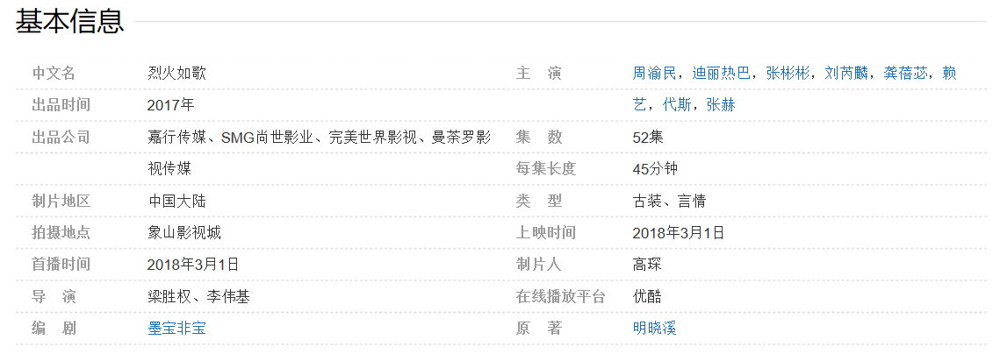 基本信息
中文名 烈火如歌
出品时间 2017年
出品公司 嘉行传媒、SMG尚世影业、完美世界影视、曼荼罗影
视传媒
制片地区 中国大陆
拍摄地点 象山影视城
首播时间 2018年3月1日
导 演 梁胜权、李伟基
编 剧 墨宝非宝
主 演 周渝民，迪丽热巴，张彬彬，刘芮麟，龚蓓苾，赖
艺，代斯，张赫
集 数 52集
每集长度 45分钟
类 型 古装、言情
上映时间 2018年3月1日
制片人 高琛
在线播放平台 优酷
原 著 明晓溪